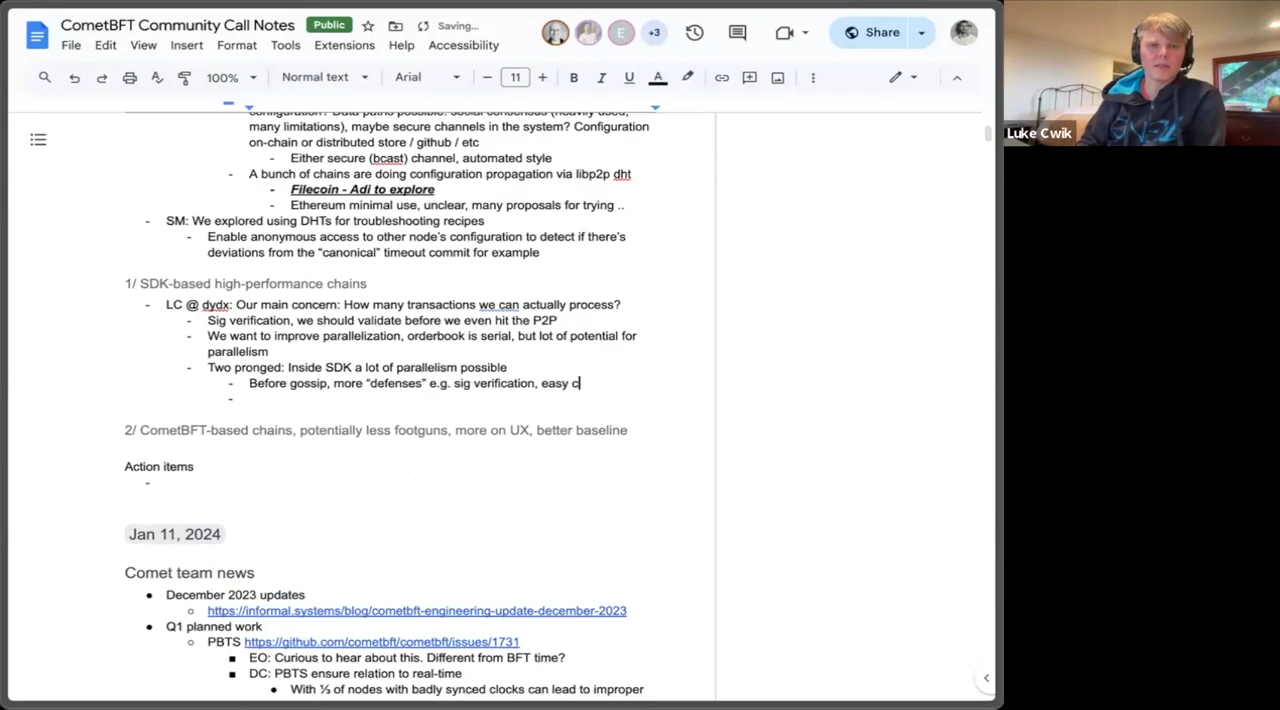 CometBFT Community Call Notes Public Saving...
File Edit View Insert Format Tools Extensions Help Accessibility
E +3 Share
100% Normal text Arial 11 B I U A
configuration? Data paths possible: social consensus (heavily used,
many limitations), maybe secure channels in the system? Configuration
on-chain or distributed store / github / etc
- Either secure (bcast) channel, automated style
- A bunch of chains are doing configuration propagation via libp2p dht
- Filecoin - Adi to explore
- Ethereum minimal use, unclear, many proposals for trying ..
- SM: We explored using DHTs for troubleshooting recipes
- Enable anonymous access to other node's configuration to detect if there's
deviations from the “canonical” timeout commit for example
1/ SDK-based high-performance chains
- LC @ dydx: Our main concern: How many transactions we can actually process?
- Sig verification, we should validate before we even hit the P2P
- We want to improve parallelization, orderbook is serial, but lot of potential for
parallelism
- Two pronged: Inside SDK a lot of parallelism possible
- Before gossip, more “defenses” e.g. sig verification, easy c
-
2/ CometBFT-based chains, potentially less footguns, more on UX, better baseline
Action items
-
Jan 11, 2024
Comet team news
● December 2023 updates
○ https://informal.systems/blog/cometbft-engineering-update-december-2023
● Q1 planned work
○ PBTS https://github.com/cometbft/cometbft/issues/1731
■ EO: Curious to hear about this. Different from BFT time?
■ DC: PBTS ensure relation to real-time
● With ⅓ of nodes with badly synced clocks can lead to improper
Luke Cwik